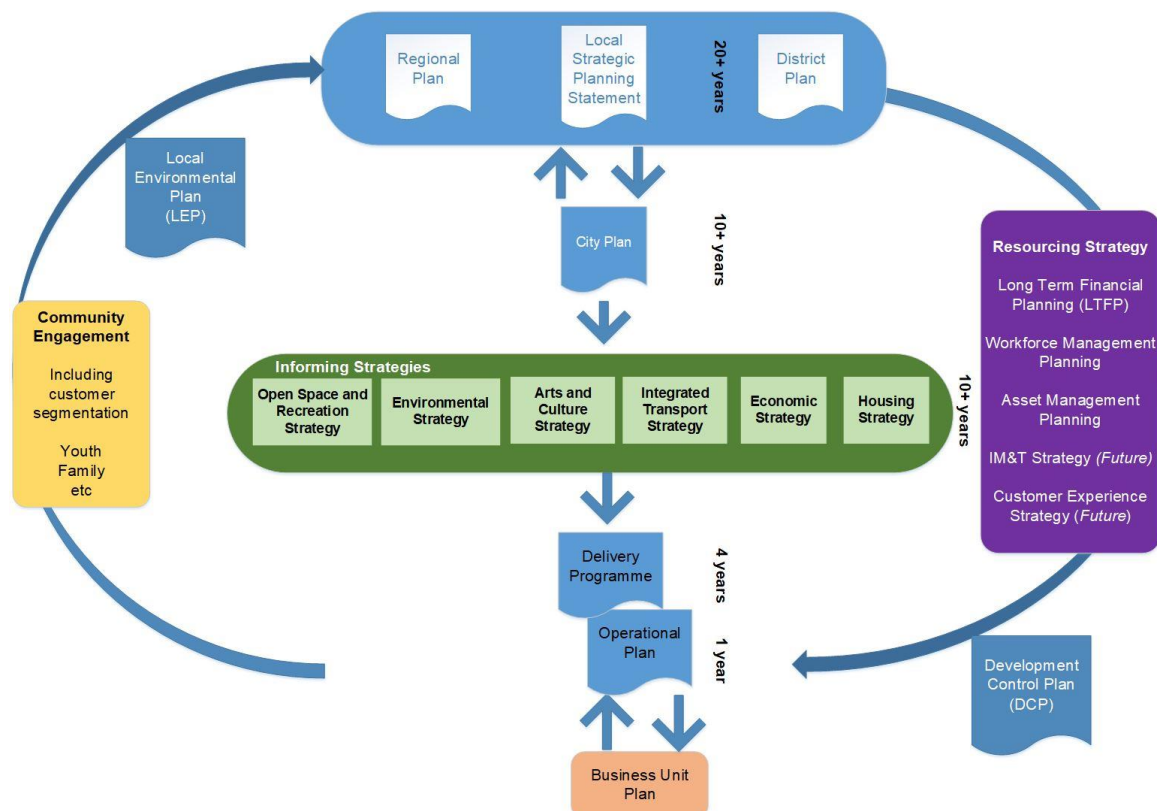 Regional
Plan
Local
Strategic
Planning
Statement
20+ years
District
Plan
Local
Environmental
Plan
(LEP)
City Plan
10+ years
Community
Engagement
Including
customer
segmentation
Youth
Family
etc
Informing Strategies
Open Space and
Recreation
Strategy
Environmental
Strategy
Arts and
Culture
Strategy
Integrated
Transport
Strategy
Economic
Strategy
Housing
Strategy
10+ years
Resourcing Strategy
Long Term Financial
Planning (LTFP)
Workforce Management
Planning
Asset Management
Planning
IM&T Strategy (Future)
Customer Experience
Strategy (Future)
Delivery
Programme
4 years
Operational
Plan
1 year
Development
Control Plan
(DCP)
Business Unit
Plan